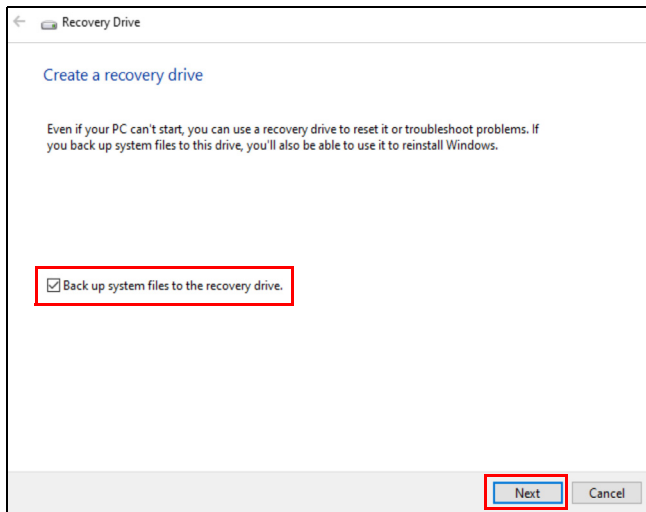 Recovery Drive
Create a recovery drive
Even if your PC can't start, you can use a recovery drive to reset it or troubleshoot problems. If
you back up system files to this drive, you'll also be able to use it to reinstall Windows.
Back up system files to the recovery drive.
Next Cancel